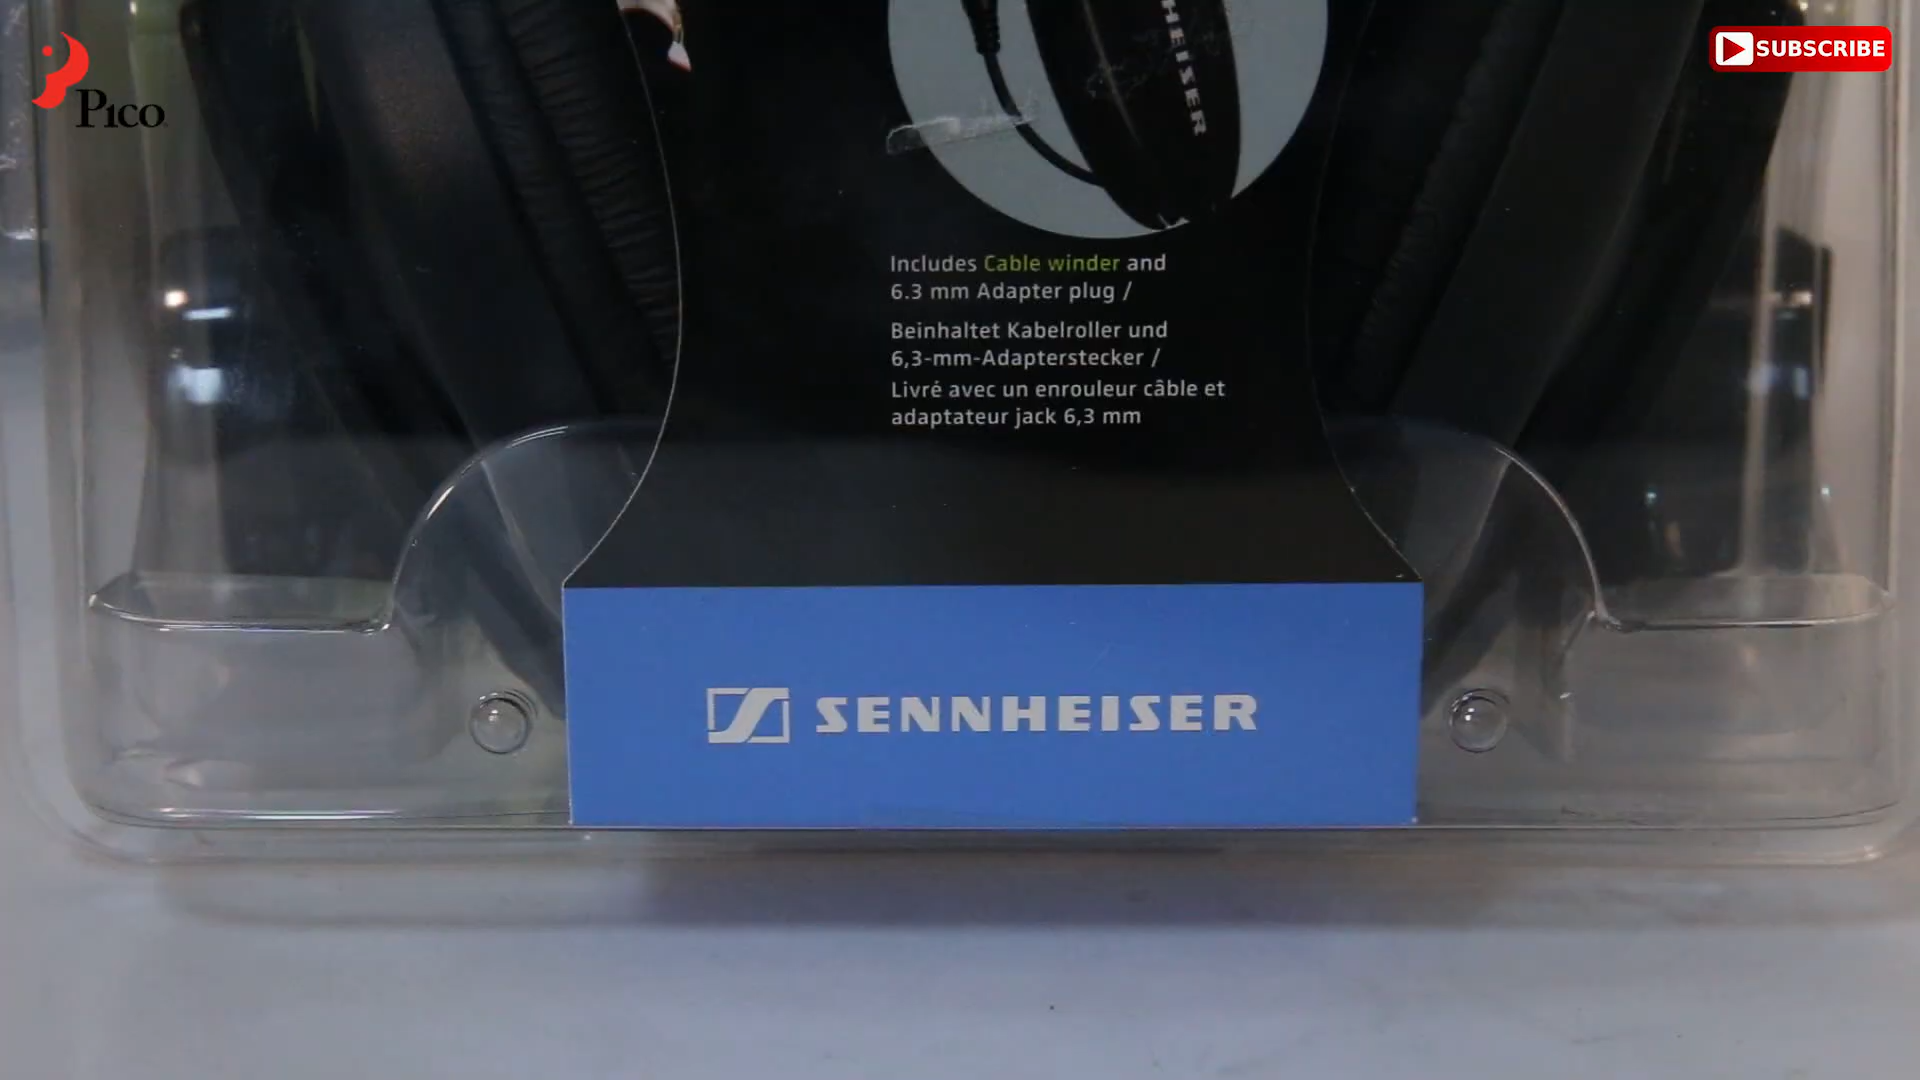 Pico
SUBSCRIBE
HEISER
Includes Cable winder and
6.3 mm Adapter plug /
Beinhaltet Kabelroller und
6,3-mm-Adapterstecker /
Livré avec un enrouleur câble et
adaptateur jack 6,3 mm
SENNHEISER